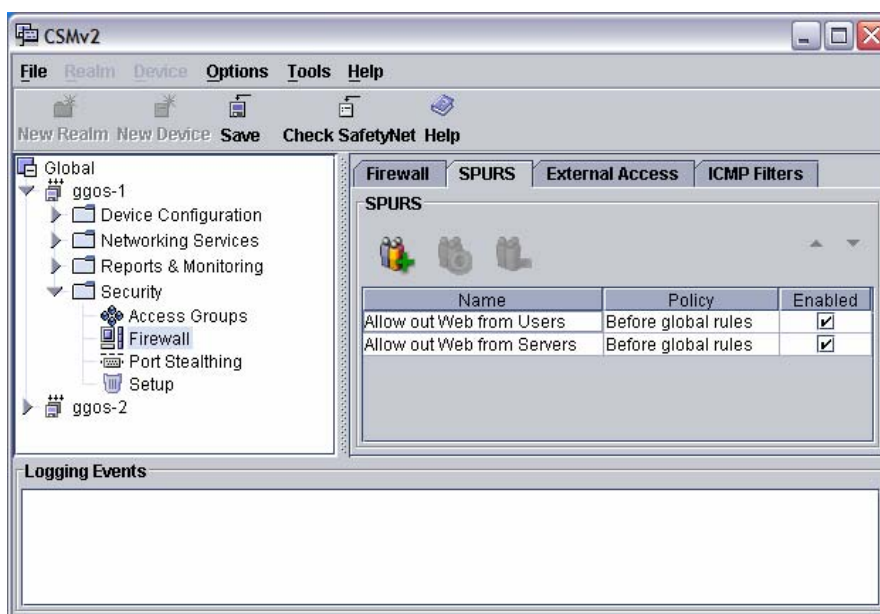 CSMv2
File Realm Device Options Tools Help
New Realm New Device Save Check SafetyNet Help
Global
ggos-1
Device Configuration
Networking Services
Reports & Monitoring
Security
Access Groups
Firewall
Port Stealthing
Setup
ggos-2
Firewall SPURS External Access ICMP Filters
SPURS
Name Policy Enabled
Allow out Web from Users Before global rules
Allow out Web from Servers Before global rules
Logging Events